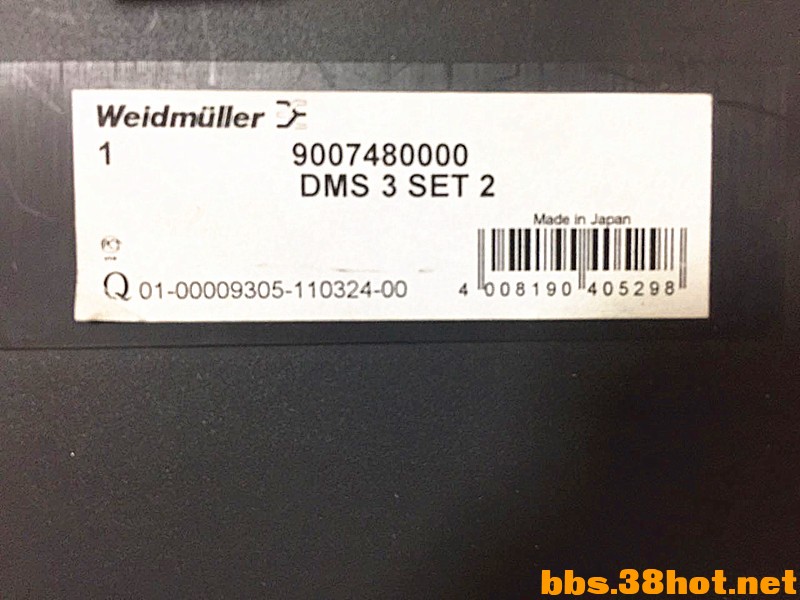 Weidmüller
1 9007480000
DMS 3 SET 2
Made in Japan
Q 01-00009305-110324-00
4 008190 405298
bbs.38hot.net